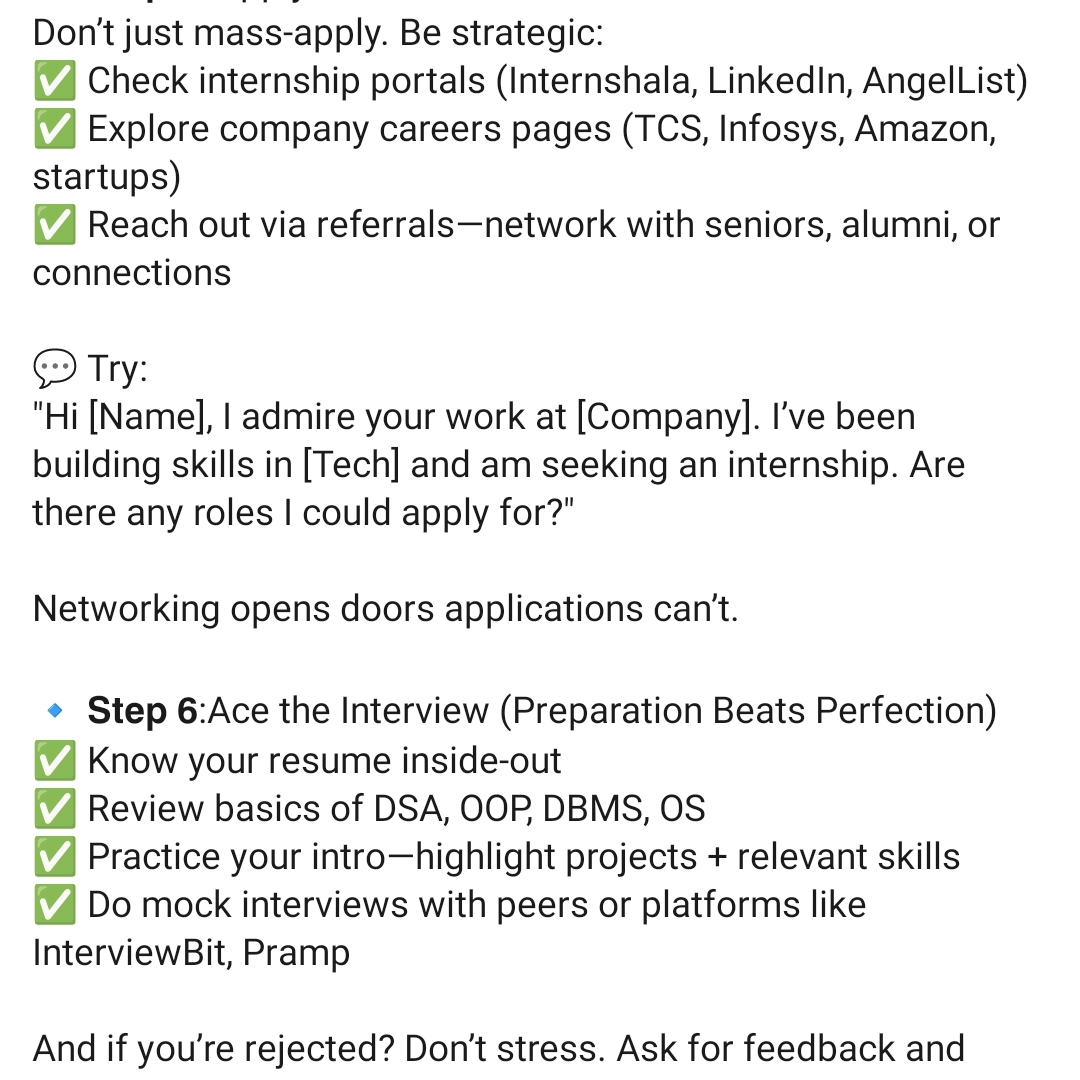 Don’t just mass-apply. Be strategic:
✅ Check internship portals (Internshala, LinkedIn, AngelList)
✅ Explore company careers pages (TCS, Infosys, Amazon,
startups)
✅ Reach out via referrals—network with seniors, alumni, or
connections
💬 Try:
"Hi [Name], I admire your work at [Company]. I’ve been
building skills in [Tech] and am seeking an internship. Are
there any roles I could apply for?"
Networking opens doors applications can’t.
🔹 Step 6:Ace the Interview (Preparation Beats Perfection)
✅ Know your resume inside-out
✅ Review basics of DSA, OOP, DBMS, OS
✅ Practice your intro—highlight projects + relevant skills
✅ Do mock interviews with peers or platforms like
InterviewBit, Pramp
And if you’re rejected? Don’t stress. Ask for feedback and